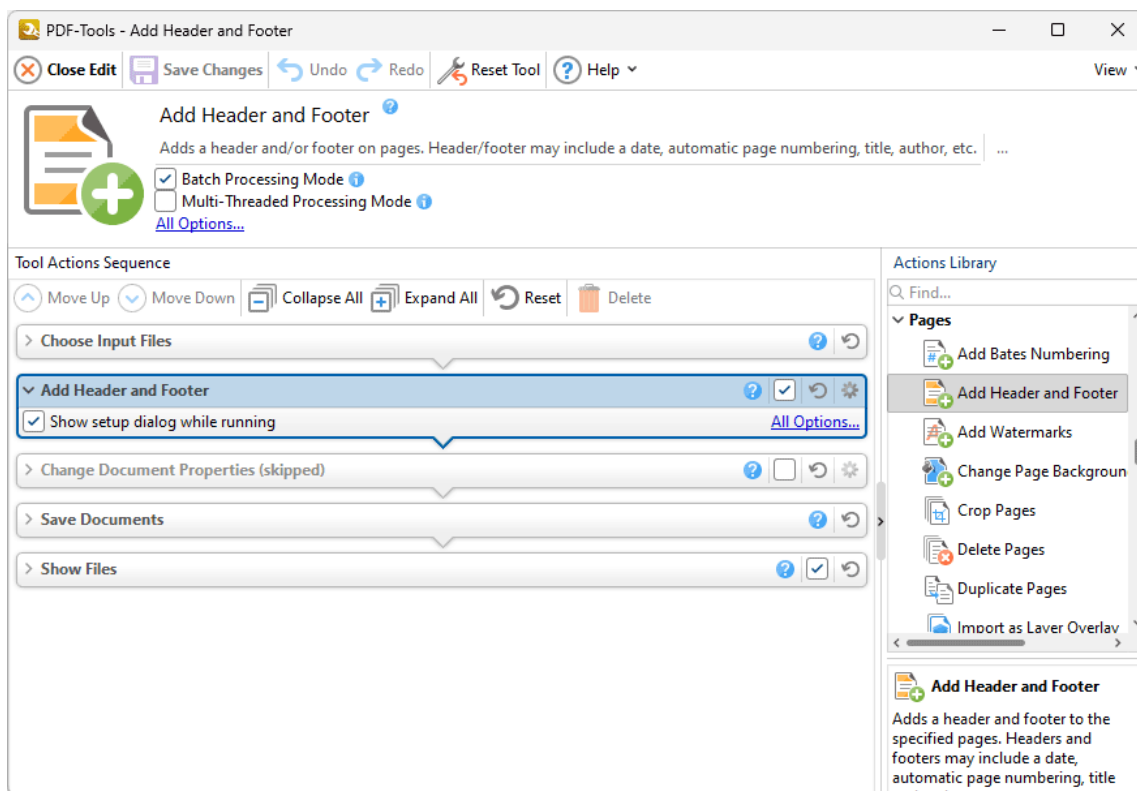 PDF-Tools - Add Header and Footer
Close Edit Save Changes Undo Redo Reset Tool ? Help View
Add Header and Footer ?
Adds a header and/or footer on pages. Header/footer may include a date, automatic page numbering, title, author, etc. ...
Batch Processing Mode i
Multi-Threaded Processing Mode i
All Options...
Tool Actions Sequence
Move Up Move Down Collapse All Expand All Reset Delete
Choose Input Files ?
Add Header and Footer ?
Show setup dialog while running All Options...
Change Document Properties (skipped) ?
Save Documents ?
Show Files ?
Actions Library
Find...
Pages
Add Bates Numbering
Add Header and Footer
Add Watermarks
Change Page Backgroun
Crop Pages
Delete Pages
Duplicate Pages
Import as Layer Overlay
Add Header and Footer
Adds a header and footer to the
specified pages. Headers and
footers may include a date,
automatic page numbering, title